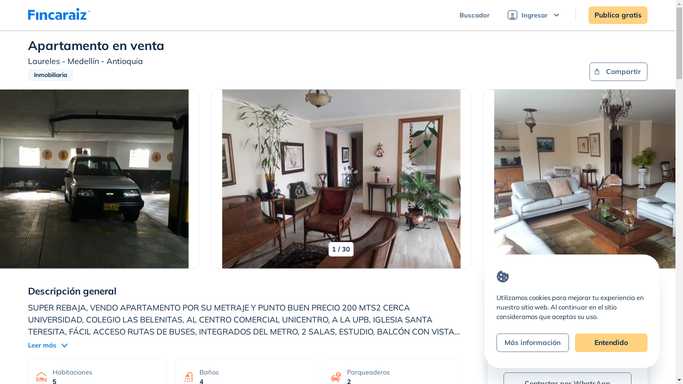 Fincaraiz
Buscador
Ingresar
Publica gratis
Apartamento en venta
Laureles - Medellín - Antioquia
Inmobiliaria
Compartir
1 / 30
Descripción general
SUPER REBAJA, VENDO APARTAMENTO POR SU METRAJE Y PUNTO BUEN PRECIO 200 MTS2 CERCA
UNIVERSIDAD, COLEGIO LAS BELENITAS, AL CENTRO COMERCIAL UNICENTRO, A LA UPB, IGLESIA SANTA
TERESITA, FÁCIL ACCESO RUTAS DE BUSES, INTEGRADOS DEL METRO, 2 SALAS, ESTUDIO, BALCÓN CON VISTA...
Leer más
Habitaciones
5
Baños
4
Parqueaderos
2
Utilizamos cookies para mejorar tu experiencia en
nuestro sitio web. Al continuar en el sitio
consideramos que aceptas su uso.
Más información
Entendido
Contactar por WhatsApp